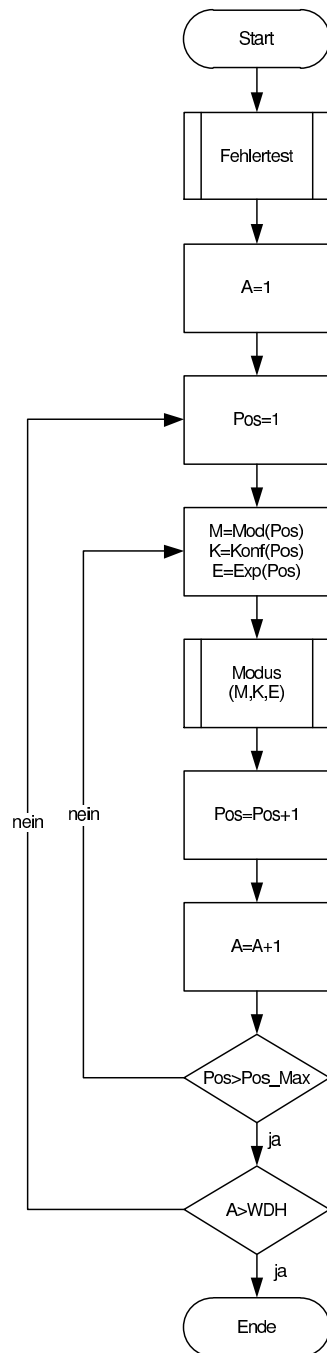 Start
Fehlertest
A=1
Pos=1
M=Mod(Pos)
K=Konf(Pos)
E=Exp(Pos)
Modus
(M,K,E)
Pos=Pos+1
nein
nein
A=A+1
Pos>Pos_Max
ja
A>WDH
ja
Ende